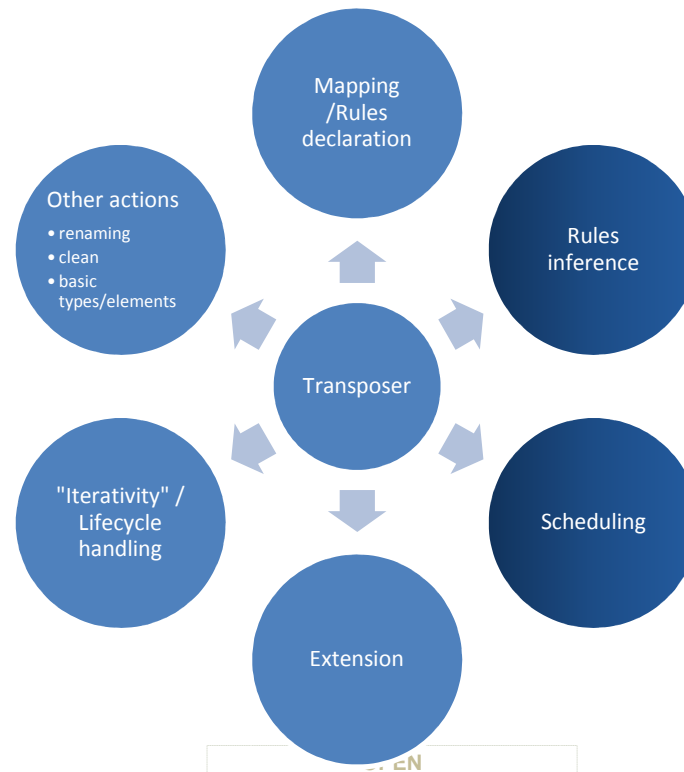 Mapping
/Rules
declaration
Other actions
• renaming
• clean
• basic
types/elements
Rules
inference
Transposer
"Iterativity" /
Lifecycle
handling
Scheduling
Extension